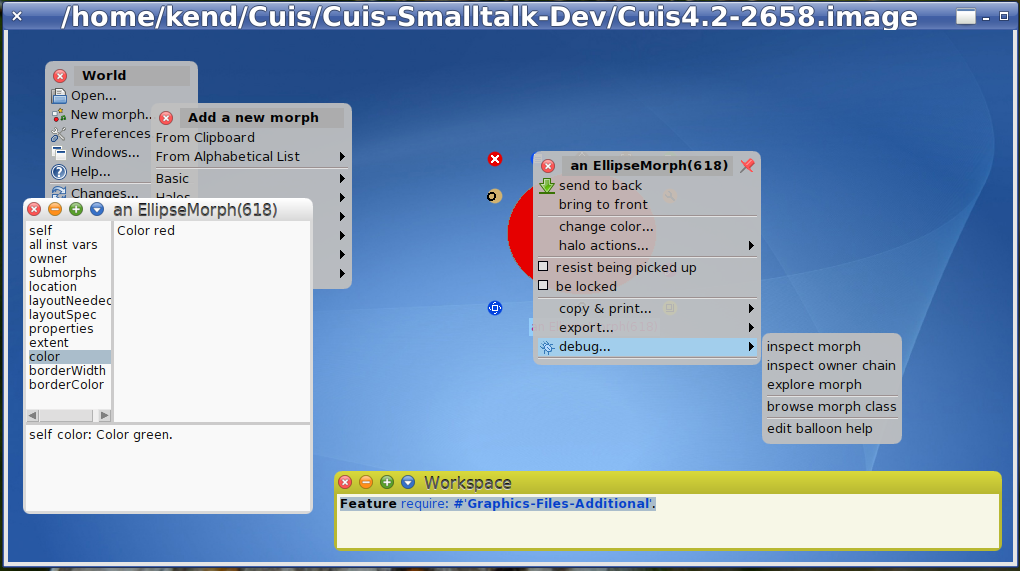 /home/kend/Cuis/Cuis-Smalltalk-Dev/Cuis4.2-2658.image
World
Open...
New morph..
Preferences
Windows...
Help...
Changes...
Add a new morph
From Clipboard
From Alphabetical List
Basic
Halos
an EllipseMorph(618)
self
all inst vars
owner
submorphs
location
layoutNeeded
layoutSpec
properties
extent
color
borderWidth
borderColor
Color red
self color: Color green.
an EllipseMorph(618)
send to back
bring to front
change color...
halo actions...
resist being picked up
be locked
copy & print...
export...
debug...
inspect morph
inspect owner chain
explore morph
browse morph class
edit balloon help
Workspace
Feature require: #'Graphics-Files-Additional'.